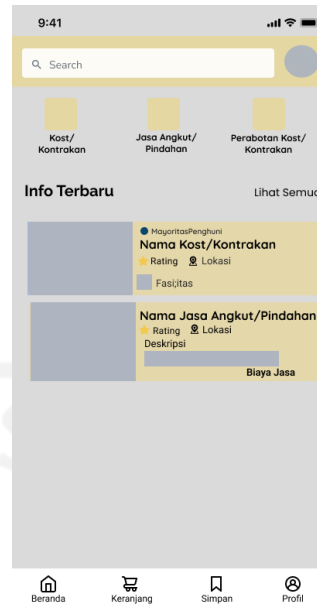 9:41
Search
Kost/
Kontrakan
Jasa Angkut/
Pindahan
Perabotan Kost/
Kontrakan
Info Terbaru
Lihat Semua
MayoritasPenghuni
Nama Kost/Kontrakan
Rating Lokasi
Fasi;itas
Nama Jasa Angkut/Pindahan
Rating Lokasi
Deskripsi
Biaya Jasa
Beranda Keranjang Simpan Profil